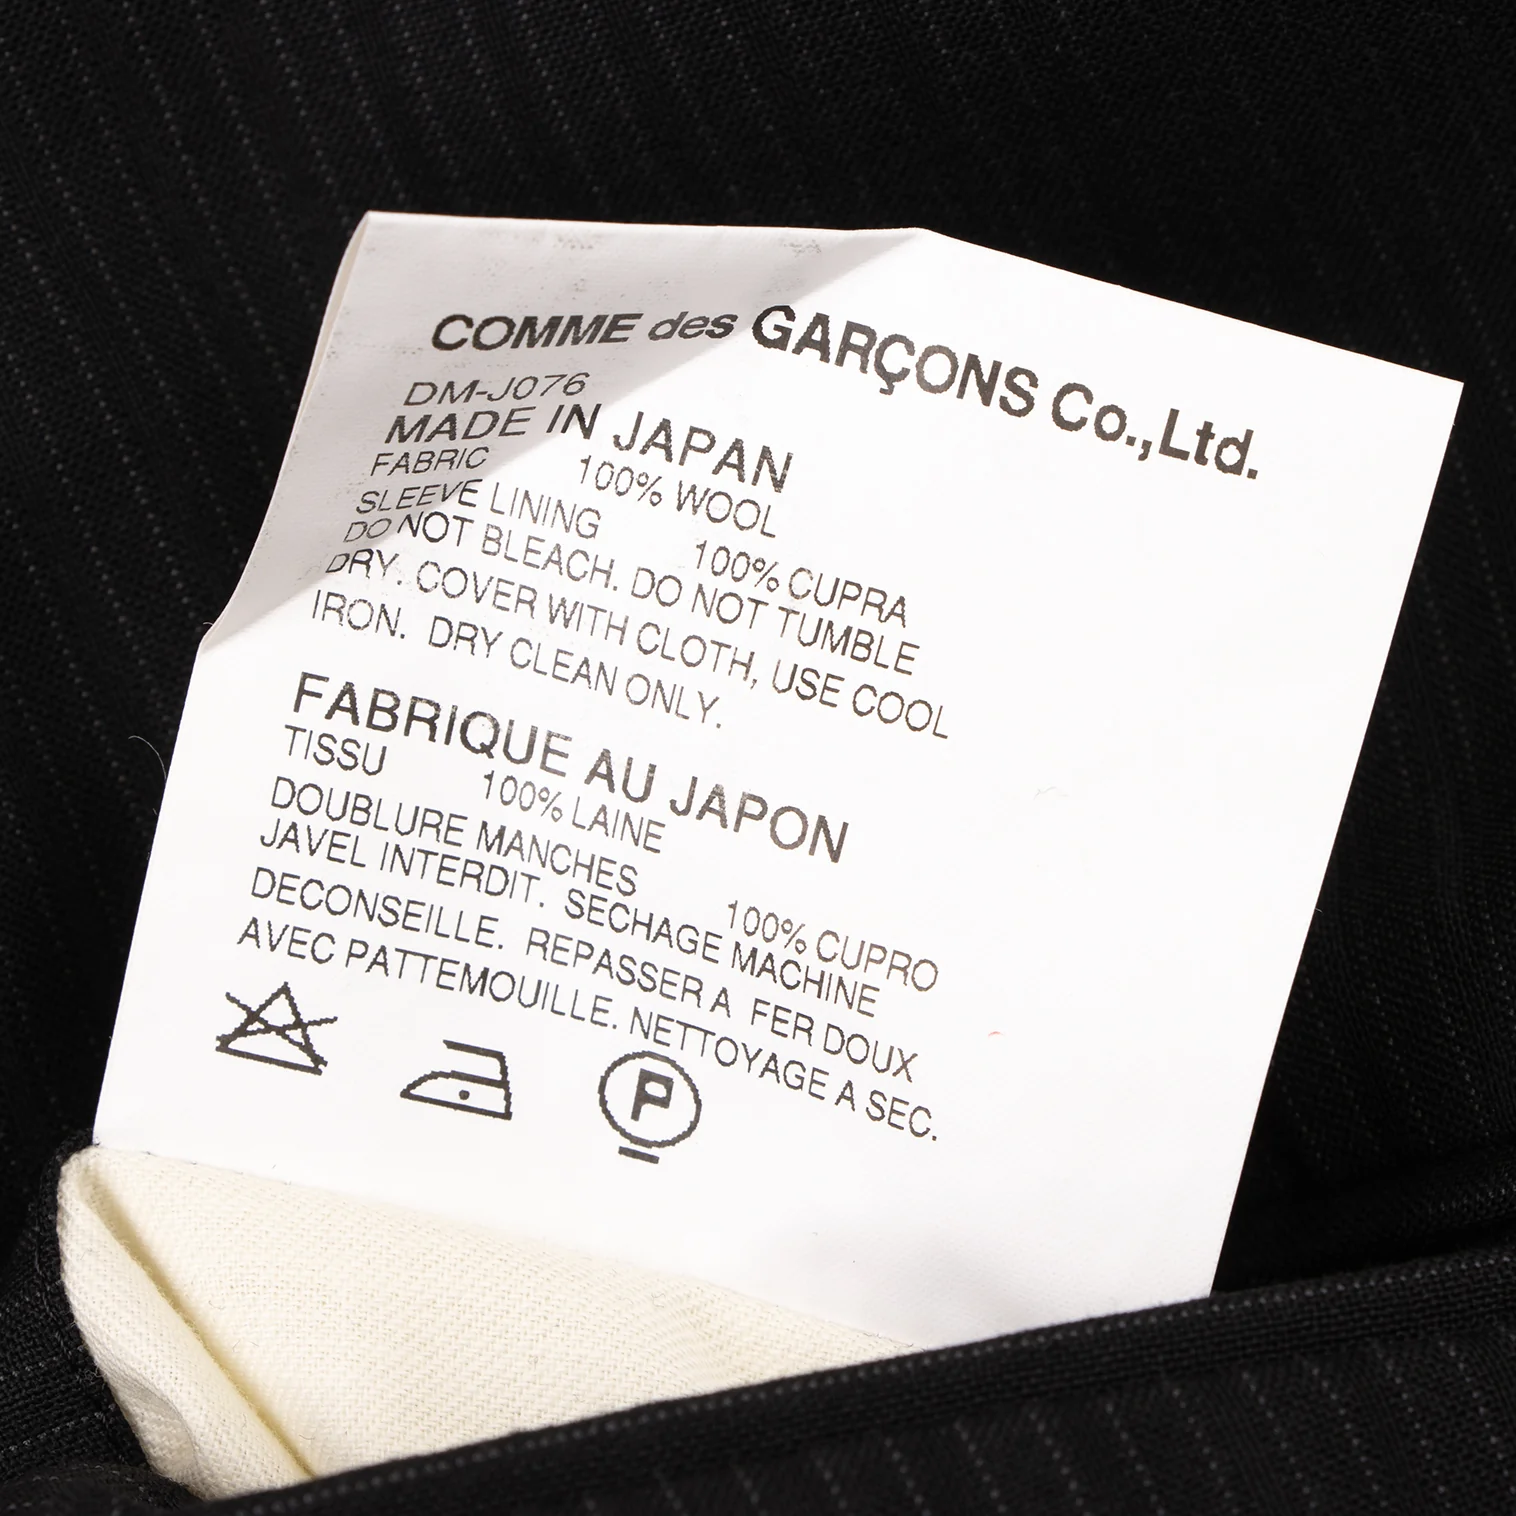 COMME des GARÇONS Co.,Ltd.
DM-J076
MADE IN JAPAN
FABRIC 100% WOOL
SLEEVE LINING 100% CUPRA
DO NOT BLEACH. DO NOT TUMBLE
DRY. COVER WITH CLOTH, USE COOL
IRON. DRY CLEAN ONLY.
FABRIQUE AU JAPON
TISSU 100% LAINE
DOUBLURE MANCHES 100% CUPRO
JAVEL INTERDIT. SECHAGE MACHINE
DECONSEILLE. REPASSER A FER DOUX
AVEC PATTEMOUILLE. NETTOYAGE A SEC.
P